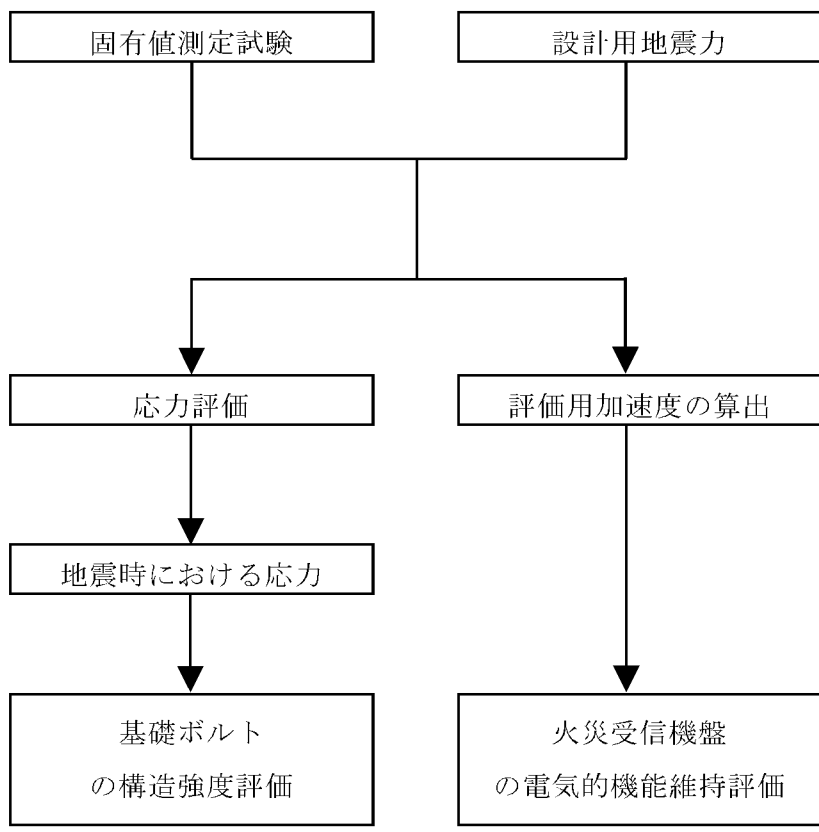 固有値測定試験
設計用地震力
応力評価
評価用加速度の算出
地震時における応力
基礎ボルト
の構造強度評価
火災受信機盤
の電気的機能維持評価